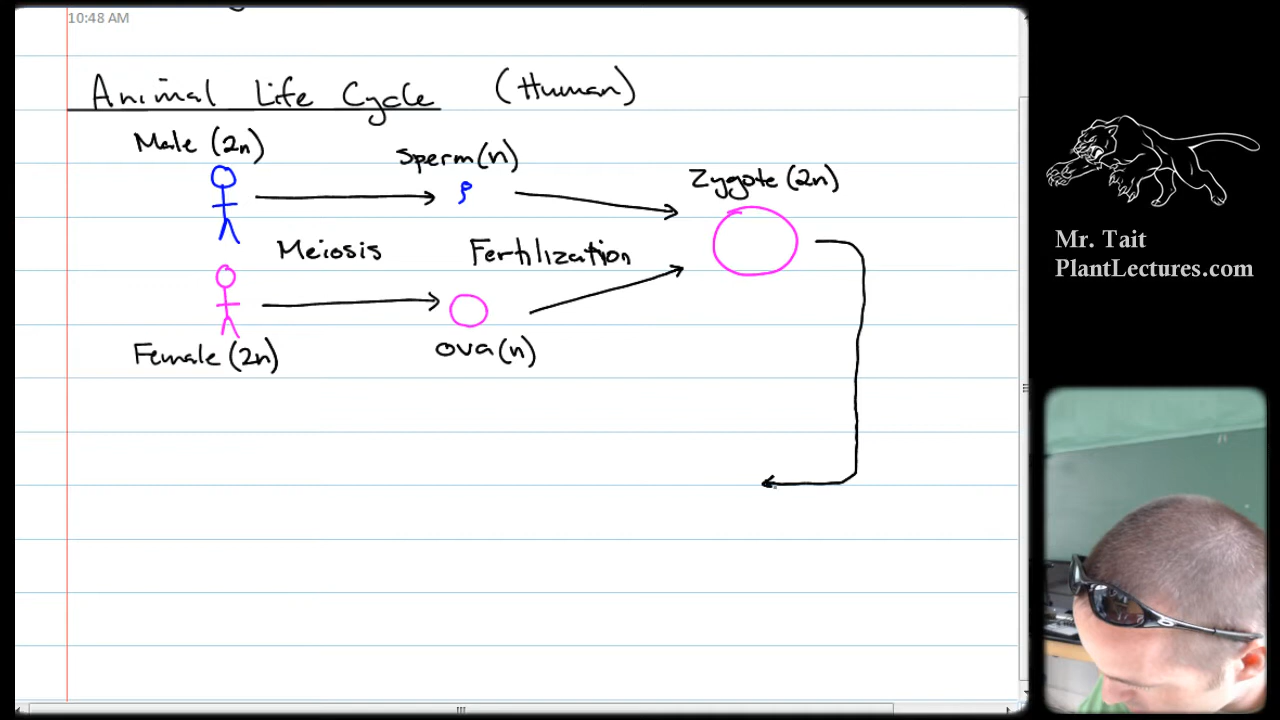 10:48 AM
Animal Life Cycle (Human)
Male (2n)
Sperm(n)
Zygote (2n)
Meiosis
Fertilization
Female (2n)
Ova(n)
Mr. Tait
PlantLectures.com